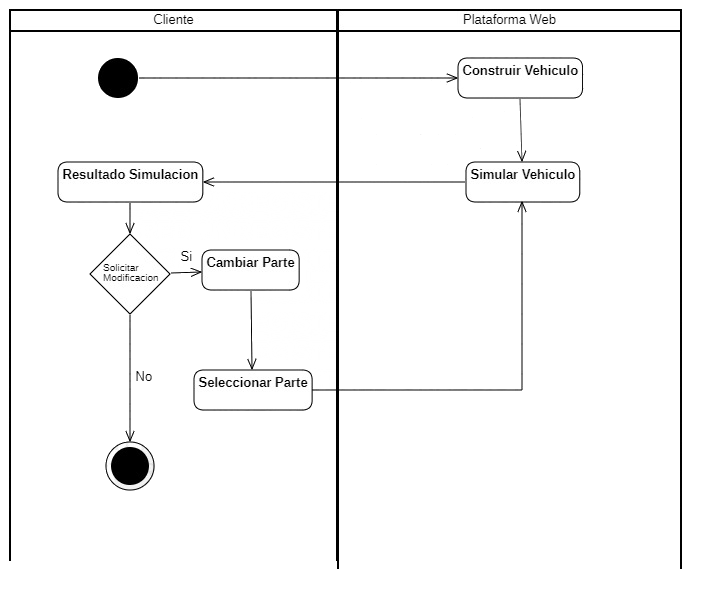 Cliente
Plataforma Web
Construir Vehiculo
Resultado Simulacion
Simular Vehiculo
Solicitar
Modificacion
Si
Cambiar Parte
Seleccionar Parte
No